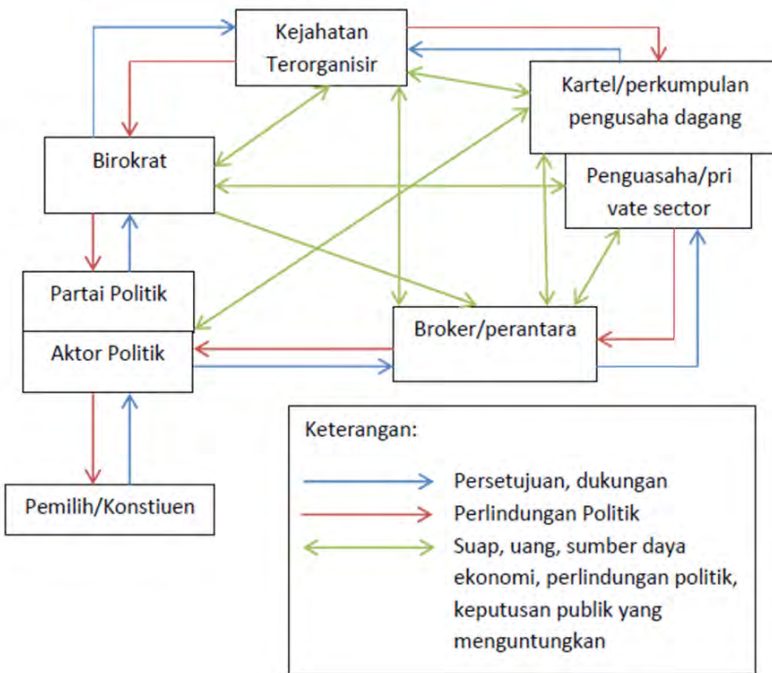 Kejahatan
Terorganisir
Kartel/perkumpulan
pengusaha dagang
Birokrat
Penguasaha/pri
vate sector
Partai Politik
Broker/perantara
Aktor Politik
Pemilih/Konstiuen
Keterangan:
Persetujuan, dukungan
Perlindungan Politik
Suap, uang, sumber daya
ekonomi, perlindungan politik,
keputusan publik yang
menguntungkan